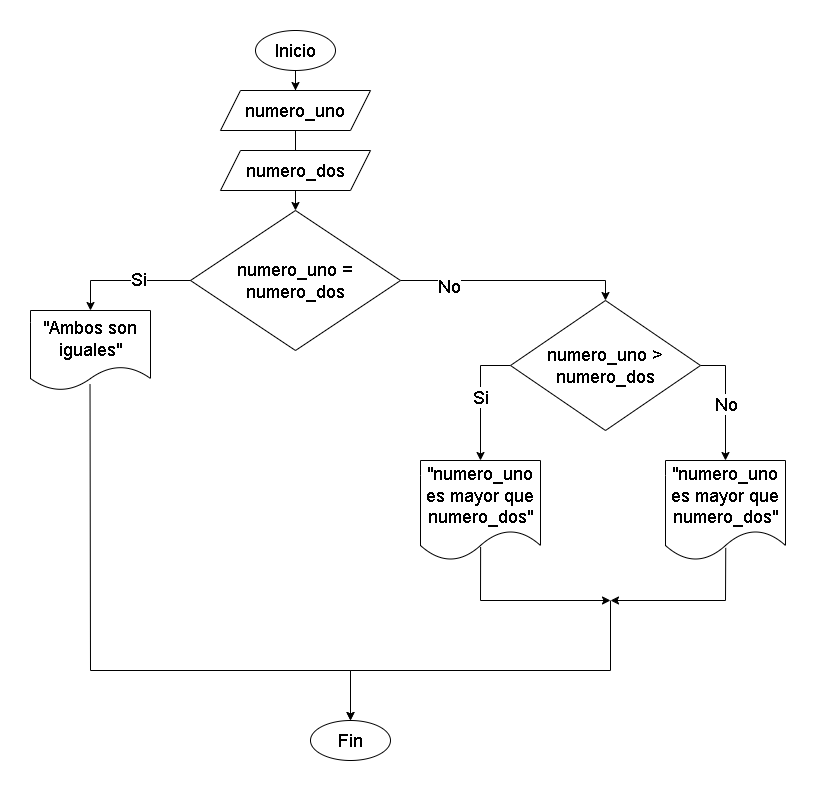 Inicio
numero_uno
numero_dos
numero_uno =
numero_dos
Si
No
"Ambos son
iguales"
numero_uno >
numero_dos
Si
No
"numero_uno
es mayor que
numero_dos"
"numero_uno
es mayor que
numero_dos"
Fin